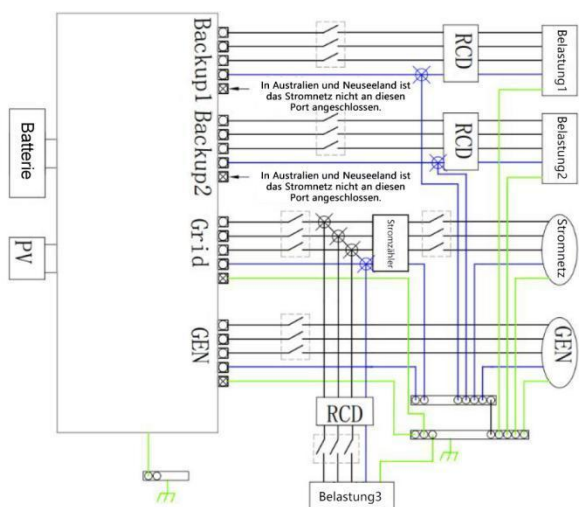 Backup1
RCD
Belastung1
In Australien und Neuseeland ist
das Stromnetz nicht an diesen
Port angeschlossen.
Batterie
Backup2
RCD
Belastung2
In Australien und Neuseeland ist
das Stromnetz nicht an diesen
Port angeschlossen.
PV
Grid
Stromzähler
Stromnetz
GEN
GEN
RCD
Belastung3